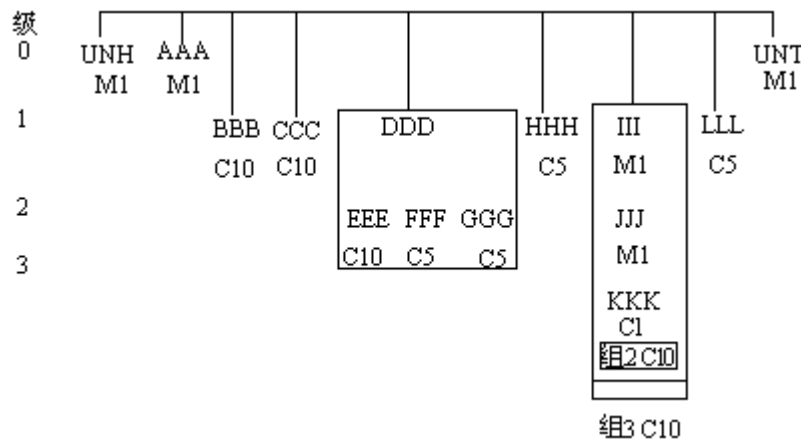 级
0 UNH AAA UNT
M1 M1 M1
1 BBB CCC DDD HHH III LLL
C10 C10 C5 M1 C5
2 EEE FFF GGG JJJ
3 C10 C5 C5 M1
KKK
C1
组2 C10
组3 C10